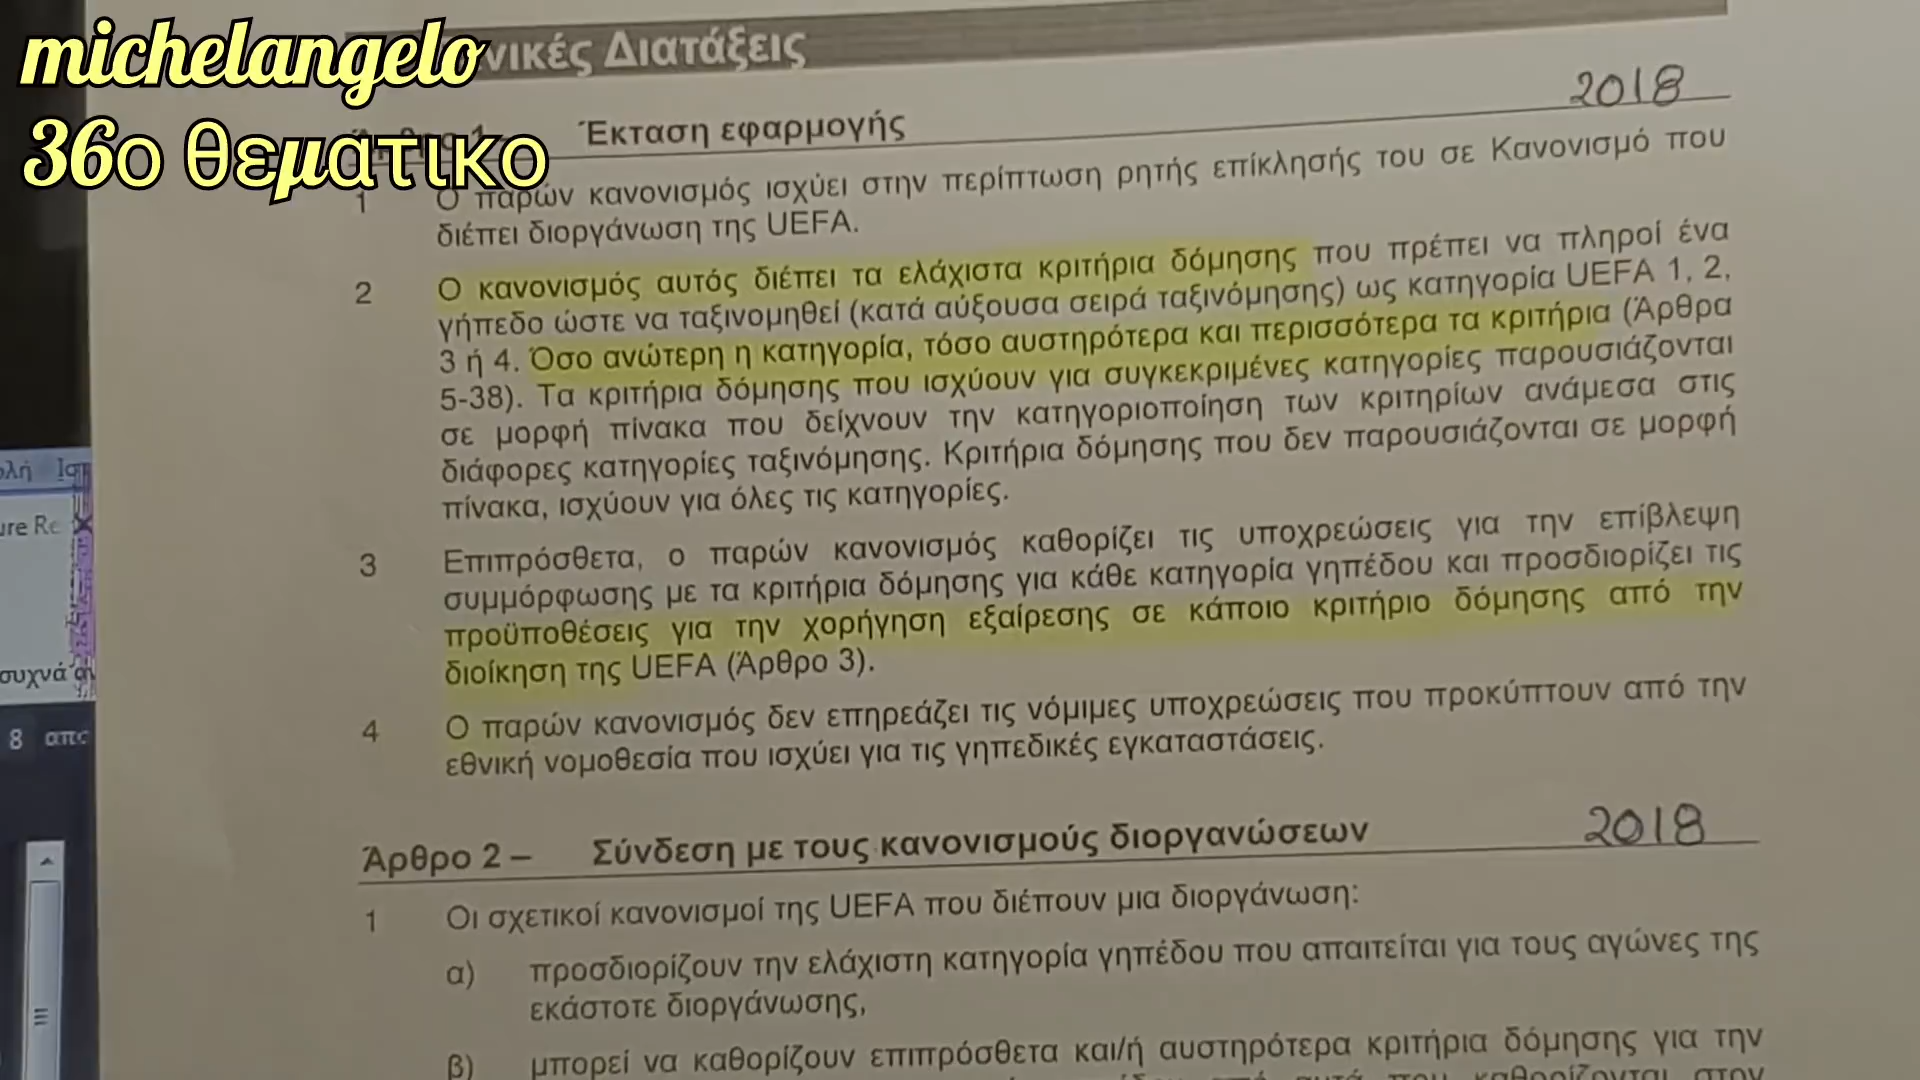 michelangelo
36ο θεματικο
νικές Διατάξεις
2018
Έκταση εφαρμογής
1 Ο παρών κανονισμός ισχύει στην περίπτωση ρητής επίκλησής του σε Κανονισμό που
διέπει διοργάνωση της UEFA.
2 Ο κανονισμός αυτός διέπει τα ελάχιστα κριτήρια δόμησης που πρέπει να πληροί ένα
γήπεδο ώστε να ταξινομηθεί (κατά αύξουσα σειρά ταξινόμησης) ως κατηγορία UEFA 1, 2,
3 ή 4. Όσο ανώτερη η κατηγορία, τόσο αυστηρότερα και περισσότερα τα κριτήρια (Άρθρα
5-38). Τα κριτήρια δόμησης που ισχύουν για συγκεκριμένες κατηγορίες παρουσιάζονται
σε μορφή πίνακα που δείχνουν την κατηγοριοποίηση των κριτηρίων ανάμεσα στις
διάφορες κατηγορίες ταξινόμησης. Κριτήρια δόμησης που δεν παρουσιάζονται σε μορφή
πίνακα, ισχύουν για όλες τις κατηγορίες.
3 Επιπρόσθετα, ο παρών κανονισμός καθορίζει τις υποχρεώσεις για την επίβλεψη
συμμόρφωσης με τα κριτήρια δόμησης για κάθε κατηγορία γηπέδου και προσδιορίζει τις
προϋποθέσεις για την χορήγηση εξαίρεσης σε κάποιο κριτήριο δόμησης από την
διοίκηση της UEFA (Άρθρο 3).
4 Ο παρών κανονισμός δεν επηρεάζει τις νόμιμες υποχρεώσεις που προκύπτουν από την
εθνική νομοθεσία που ισχύει για τις γηπεδικές εγκαταστάσεις.
Άρθρο 2 – Σύνδεση με τους κανονισμούς διοργανώσεων 2018
1 Οι σχετικοί κανονισμοί της UEFA που διέπουν μια διοργάνωση:
α) προσδιορίζουν την ελάχιστη κατηγορία γηπέδου που απαιτείται για τους αγώνες της
εκάστοτε διοργάνωσης,
β) μπορεί να καθορίζουν επιπρόσθετα και/ή αυστηρότερα κριτήρια δόμησης για την
συχνά
8 απο